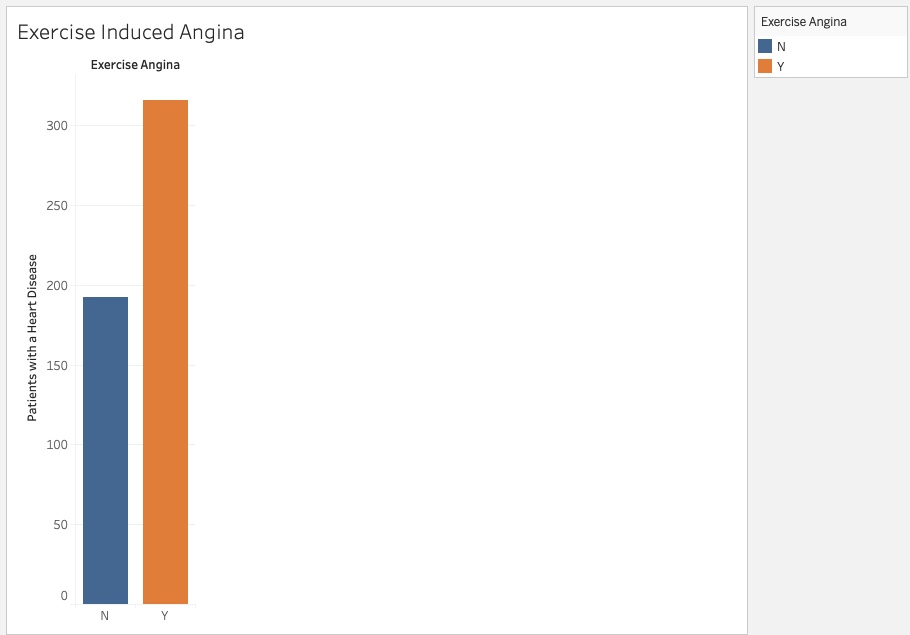 Exercise Induced Angina
Exercise Angina
N
Y
Exercise Angina
Patients with a Heart Disease
300
250
200
150
100
50
0
N
Y